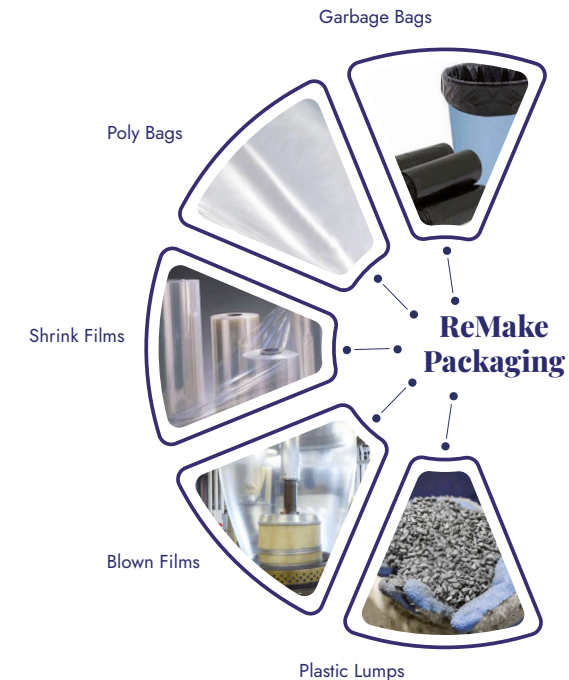 Garbage Bags
Poly Bags
Shrink Films
ReMake
Packaging
Blown Films
Plastic Lumps